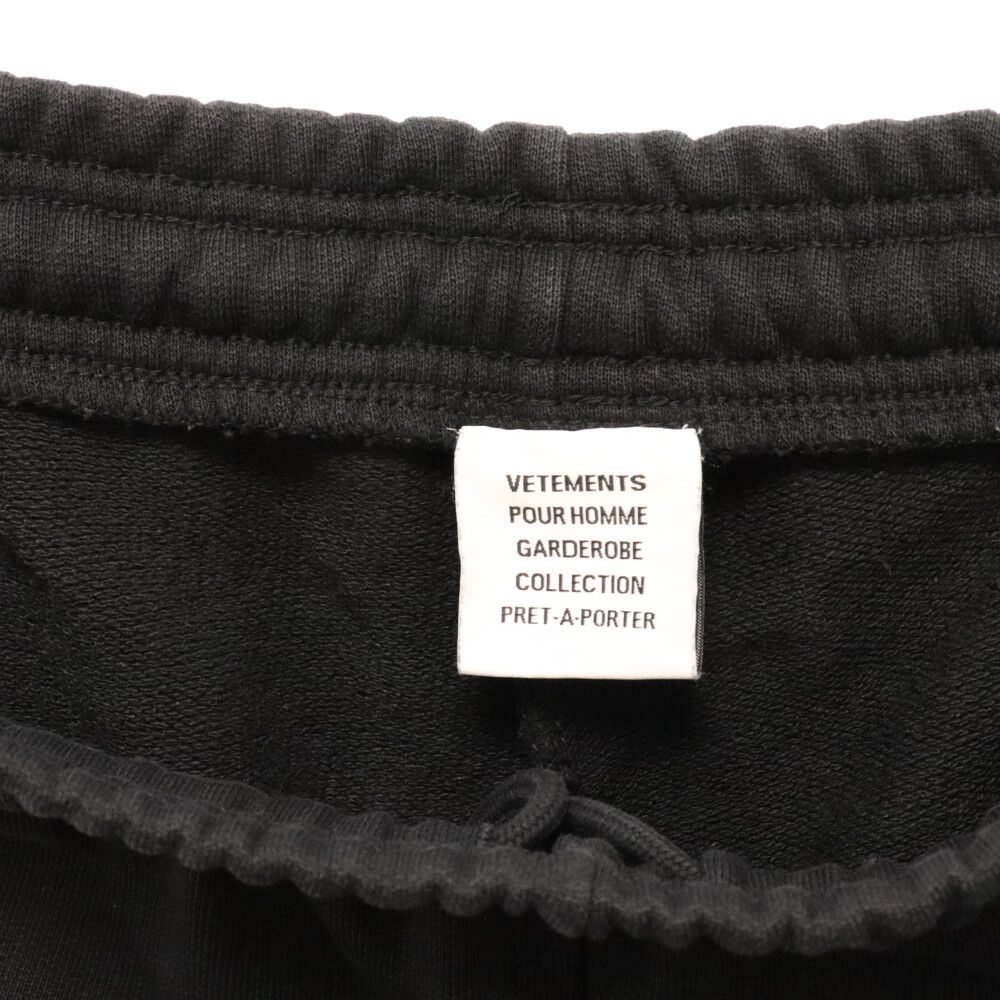 VETEMENTS
POUR HOMME
GARDEROBE
COLLECTION
PRET-A-PORTER